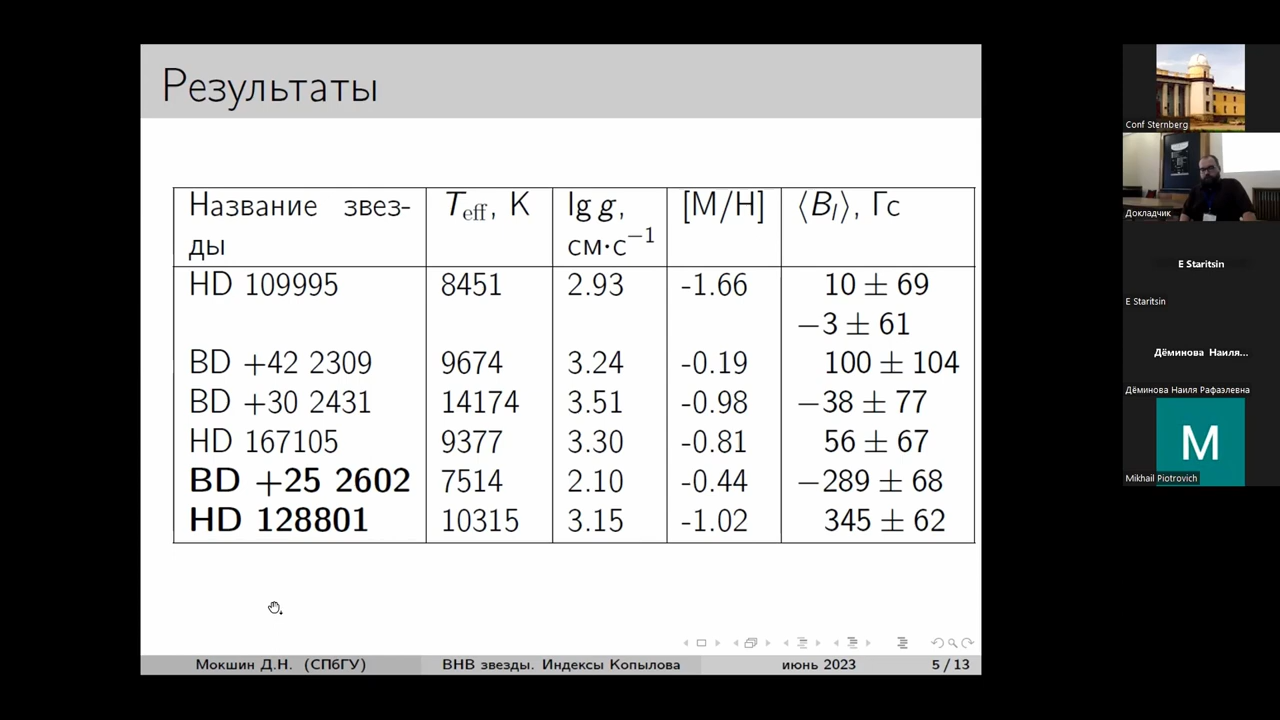 Результаты
Название звез- Teff, K lg g, [M/H] ⟨Bl⟩, Гс
ды см·с−1
HD 109995 8451 2.93 -1.66 10 ± 69
−3 ± 61
BD +42 2309 9674 3.24 -0.19 100 ± 104
BD +30 2431 14174 3.51 -0.98 −38 ± 77
HD 167105 9377 3.30 -0.81 56 ± 67
BD +25 2602 7514 2.10 -0.44 −289 ± 68
HD 128801 10315 3.15 -1.02 345 ± 62
Мокшин Д.Н. (СПбГУ) ВНВ звезды. Индексы Копылова июнь 2023 5 / 13
Conf Sternberg
Докладчик
E Staritsin
E Staritsin
Дёминова Наиля...
Дёминова Наиля Рафаэлевна
M
Mikhail Piotrovich